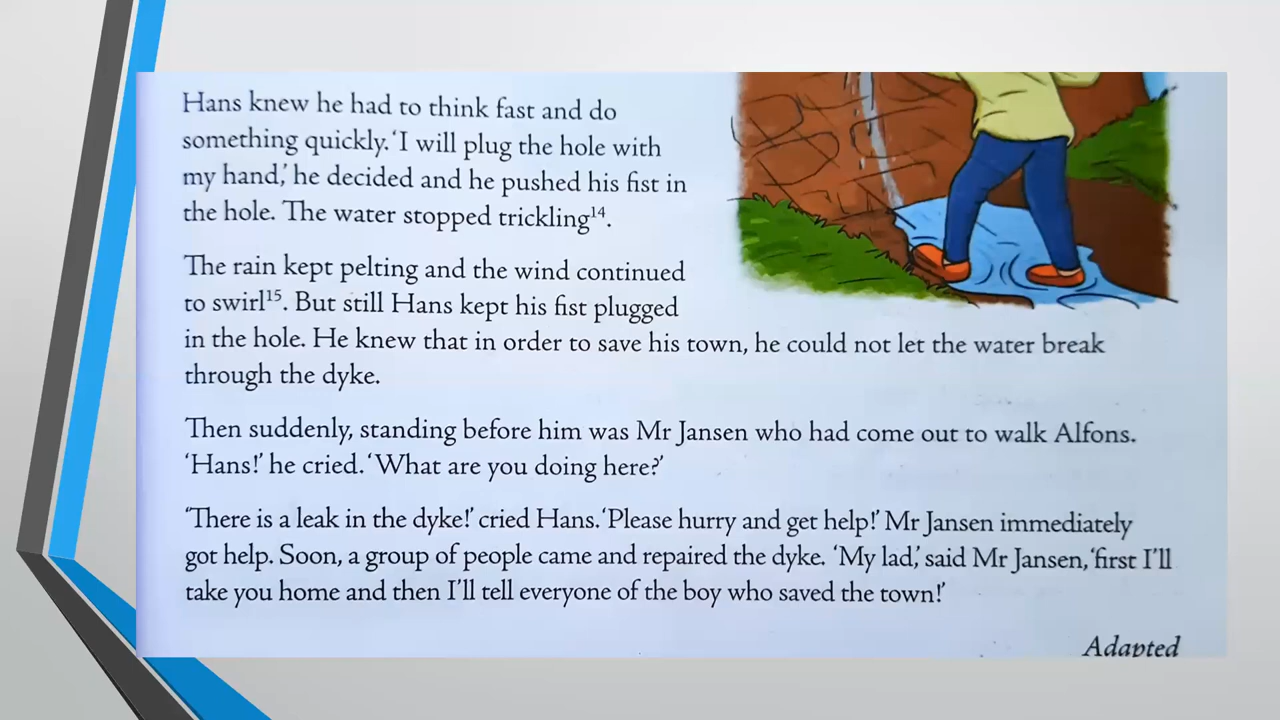 Hans knew he had to think fast and do
something quickly. ‘I will plug the hole with
my hand,’ he decided and he pushed his fist in
the hole. The water stopped trickling¹⁴.
The rain kept pelting and the wind continued
to swirl¹⁵. But still Hans kept his fist plugged
in the hole. He knew that in order to save his town, he could not let the water break
through the dyke.
Then suddenly, standing before him was Mr Jansen who had come out to walk Alfons.
‘Hans!’ he cried. ‘What are you doing here?’
‘There is a leak in the dyke!’ cried Hans. ‘Please hurry and get help!’ Mr Jansen immediately
got help. Soon, a group of people came and repaired the dyke. ‘My lad,’ said Mr Jansen, ‘first I’ll
take you home and then I’ll tell everyone of the boy who saved the town!’
Adapted